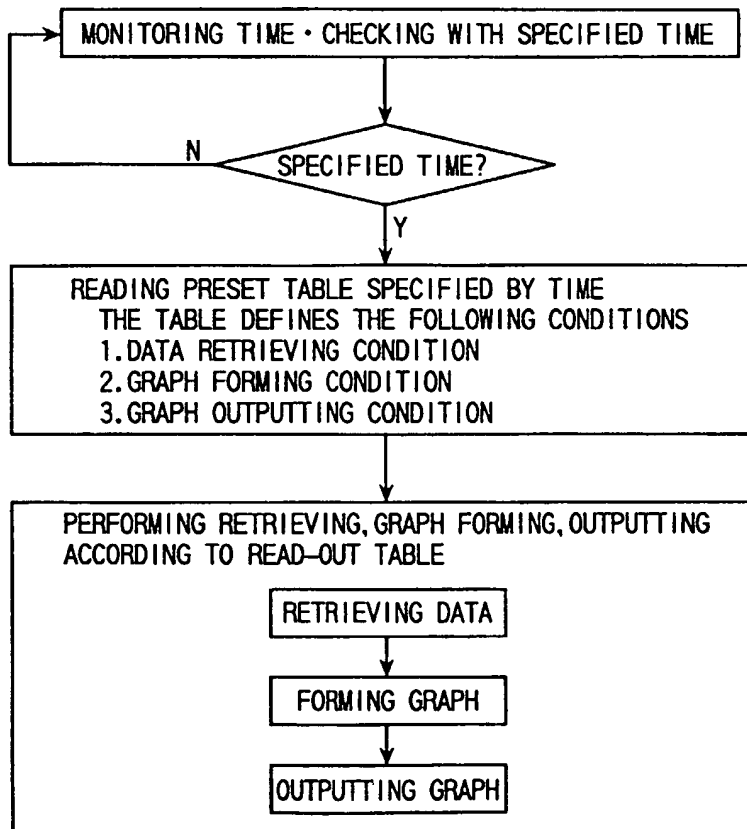 MONITORING TIME・CHECKING WITH SPECIFIED TIME
N
SPECIFIED TIME?
Y
READING PRESET TABLE SPECIFIED BY TIME
THE TABLE DEFINES THE FOLLOWING CONDITIONS
1.DATA RETRIEVING CONDITION
2.GRAPH FORMING CONDITION
3.GRAPH OUTPUTTING CONDITION
PERFORMING RETRIEVING,GRAPH FORMING,OUTPUTTING
ACCORDING TO READ-OUT TABLE
RETRIEVING DATA
FORMING GRAPH
OUTPUTTING GRAPH